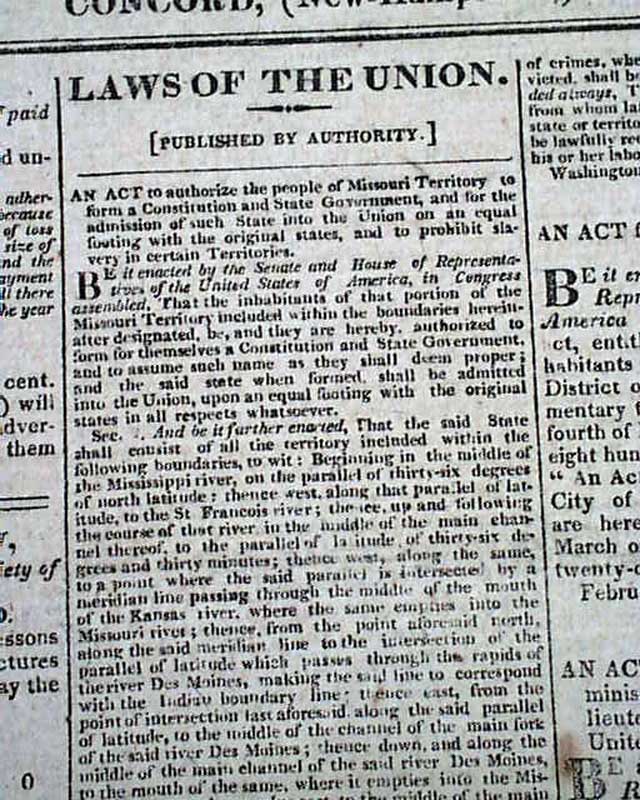 CONCORD, (New-Hamp
LAWS OF THE UNION.
[PUBLISHED BY AUTHORITY.]
AN ACT to authorize the people of Missouri Territory to
form a Constitution and State Government, and for the
admission of such State into the Union on an equal
footing with the original states, and to prohibit sla-
very in certain Territories.
BE it enacted by the Senate and House of Representa-
tives of the United States of America, in Congress
assembled, That the inhabitants of that portion of the
Missouri Territory included within the boundaries herein-
after designated, be, and they are hereby, authorized to
form for themselves a Constitution and State Government,
and to assume such name as they shall deem proper;
and the said state when formed, shall be admitted
into the Union, upon an equal footing with the original
states in all respects whatsoever.
Sec. And be it further enacted, That the said State
shall consist of all the territory included within the
following boundaries, to wit: Beginning in the middle of
the Mississippi river, on the parallel of thirty-six degrees
of north latitude: thence west, along that parallel of lat-
itude, to the St Francois river; thence, up and following
the course of that river, in the middle of the main chan-
nel thereof, to the parallel of latitude of thirty-six de-
grees and thirty minutes; thence west, along the same,
to a point where the said parallel is intersected by a
meridian line passing through the middle of the mouth
of the Kansas river, where the same empties into the
Missouri river; thence, from the point aforesaid north,
along the said meridian line to the intersection of the
parallel of latitude which passes through the rapids of
the river Des Moines, making the said line to correspond
with the Indian boundary line; thence east, from the
point of intersection last aforesaid, along the said parallel
of latitude, to the middle of the channel of the main fork
of the said river Des Moines; thence down, and along the
middle of the main channel of the said river Des Moines,
to the mouth of the same, where it empties into the Mis-
to the middle of the main
paid
d un-
adher-
because
of loss
size of
and the
ayment
ll there
he year
cent.
) will
dver-
them
r,
iety of
essons
ctures
ay the
O
of crimes, whe
victed, shall be
ded always, T
from whom la
state or territo
be lawfully re
his or her labo
Washington
AN ACT f
BE it en
Repr
America
ct, ent.th
habitants
District o
mentary
fourth of
eight hun
" An Act
City of
are here
March o
twenty-
Febru
AN AC
minis
lieute
Unite
BE
R